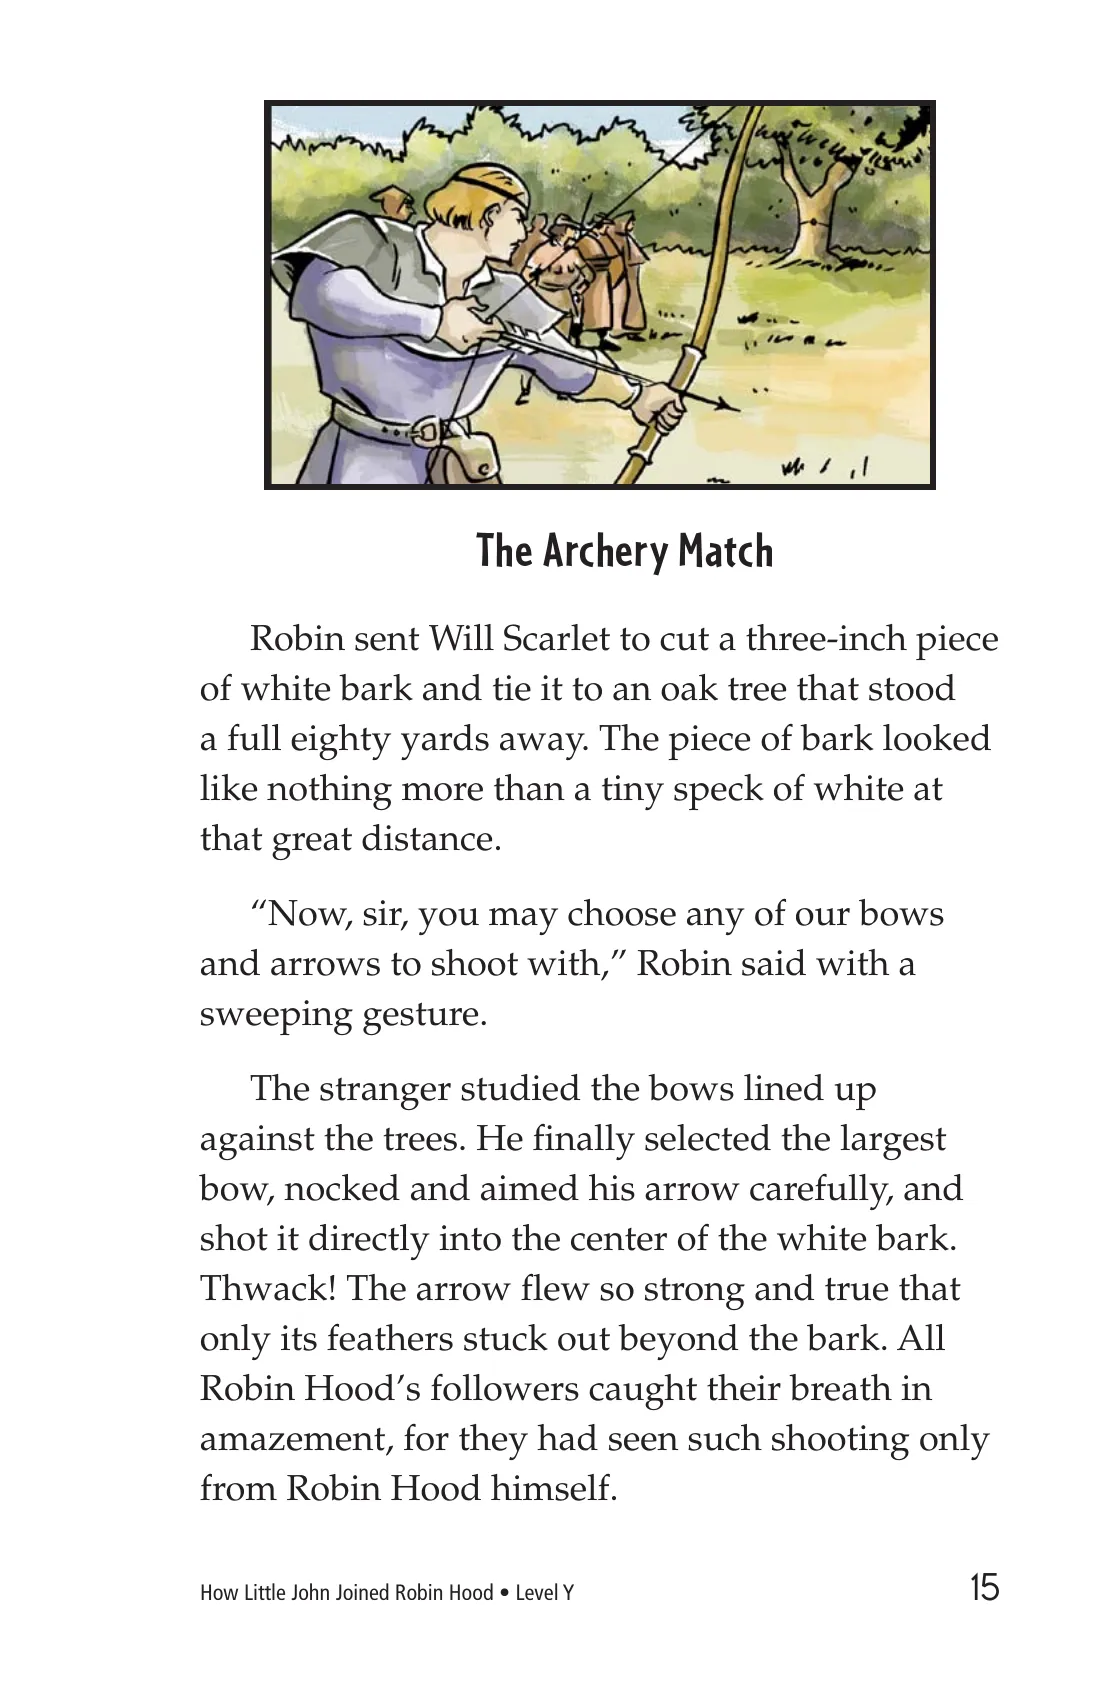 The Archery Match
Robin sent Will Scarlet to cut a three-inch piece
of white bark and tie it to an oak tree that stood
a full eighty yards away. The piece of bark looked
like nothing more than a tiny speck of white at
that great distance.
“Now, sir, you may choose any of our bows
and arrows to shoot with,” Robin said with a
sweeping gesture.
The stranger studied the bows lined up
against the trees. He finally selected the largest
bow, nocked and aimed his arrow carefully, and
shot it directly into the center of the white bark.
Thwack! The arrow flew so strong and true that
only its feathers stuck out beyond the bark. All
Robin Hood’s followers caught their breath in
amazement, for they had seen such shooting only
from Robin Hood himself.
How Little John Joined Robin Hood • Level Y 15